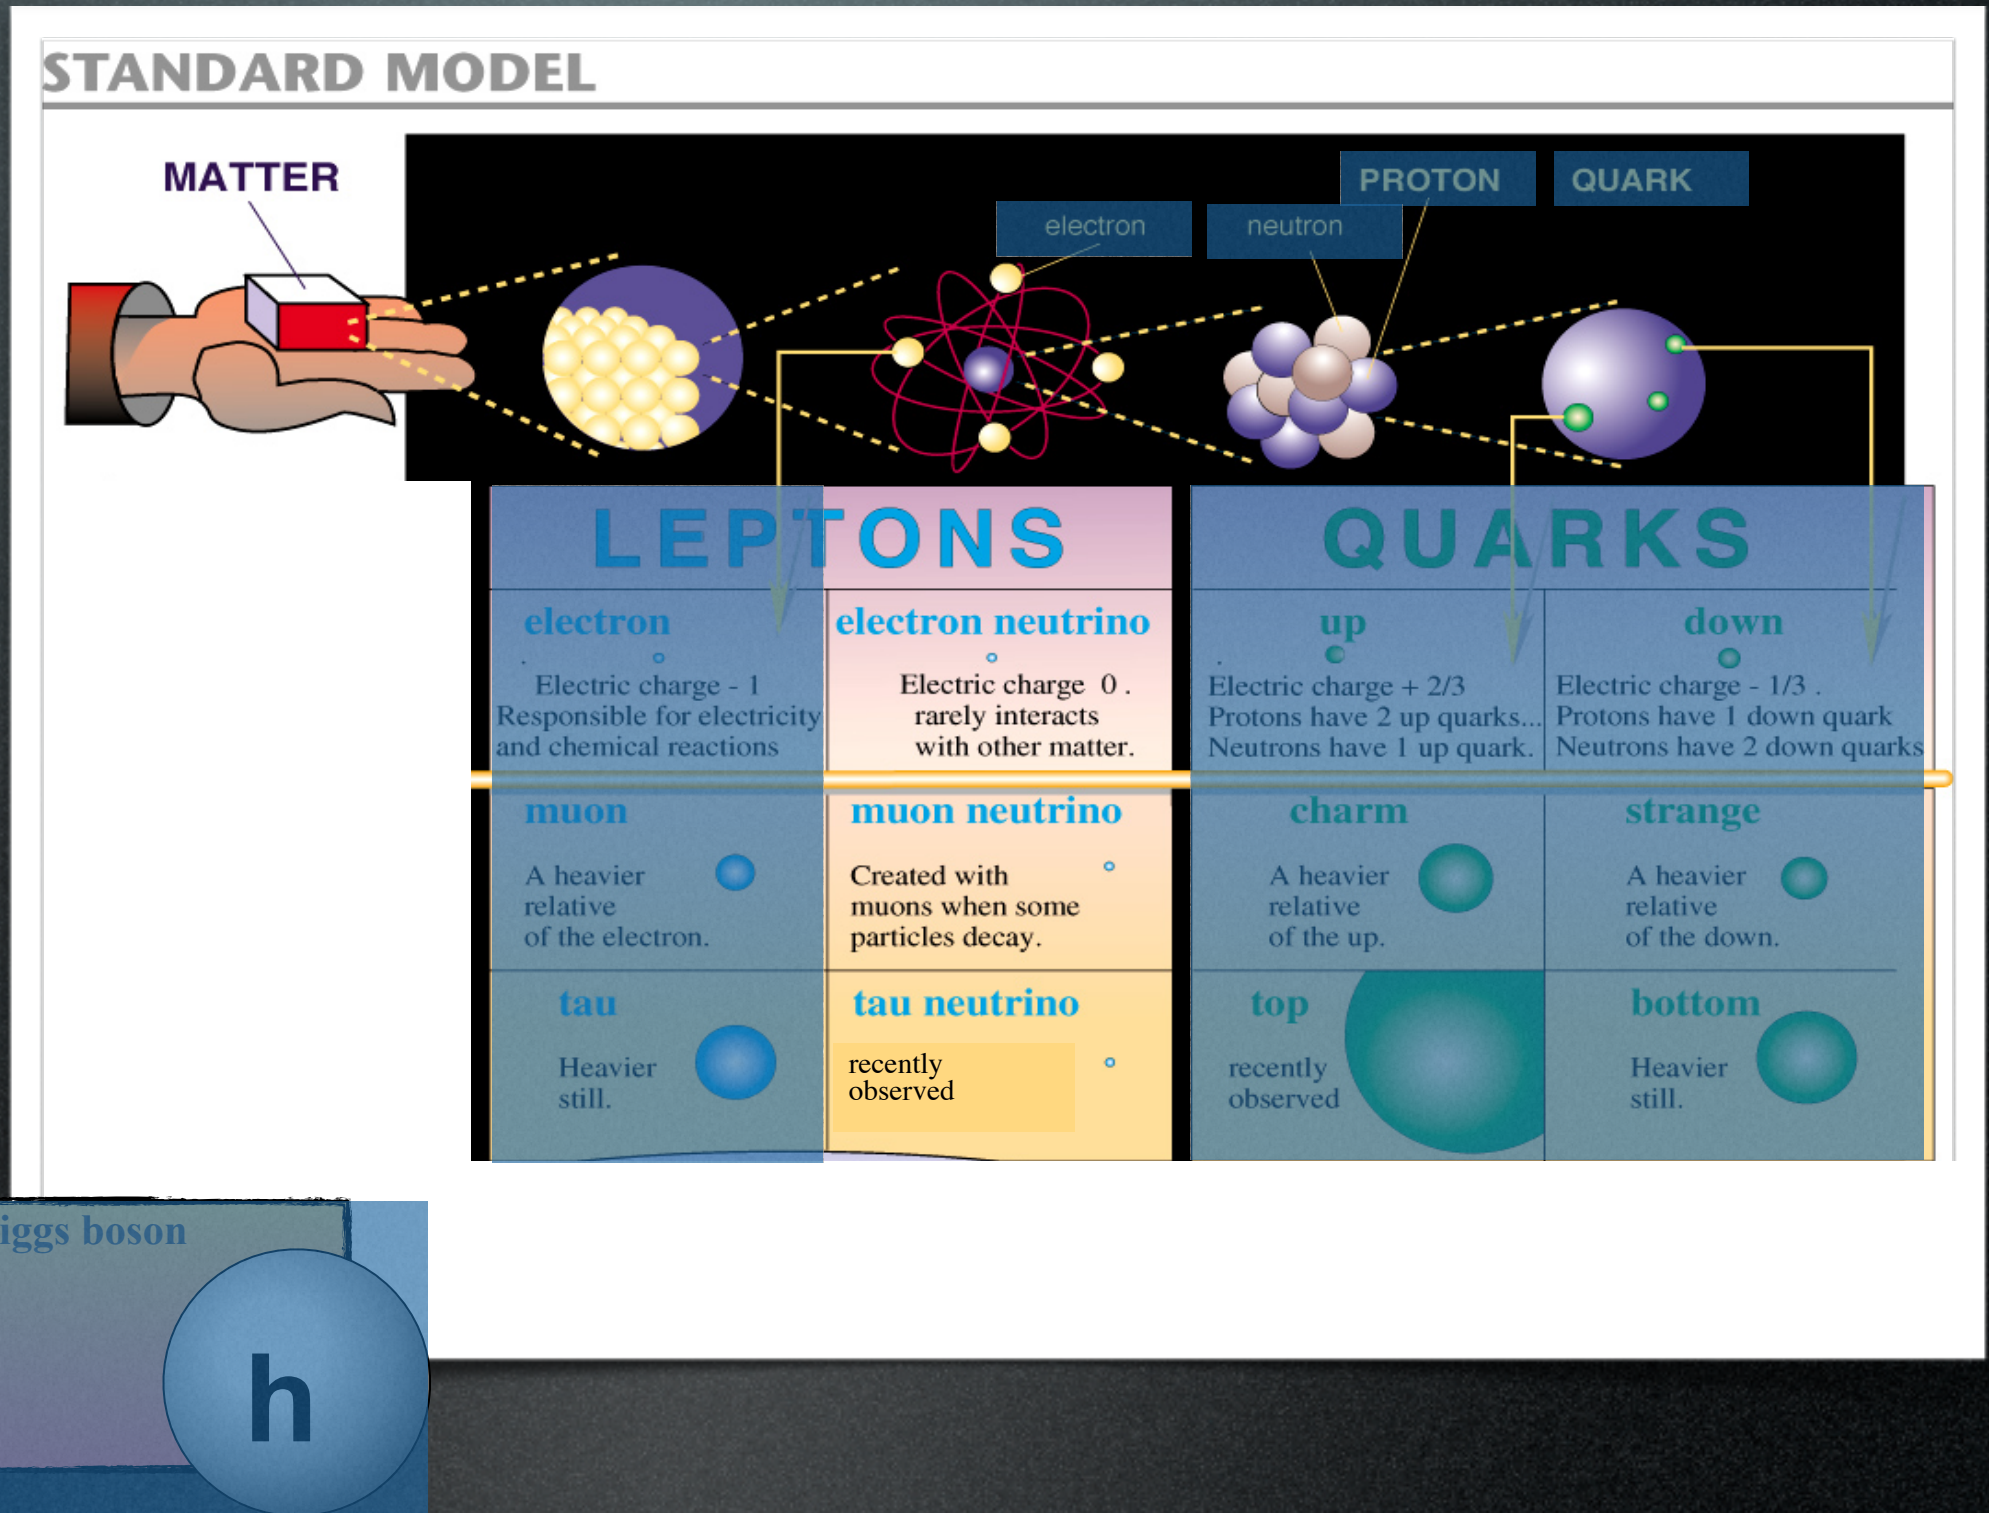 STANDARD MODEL
MATTER
PROTON
QUARK
electron
neutron
LEPTONS
QUARKS
electron
Electric charge - 1
Responsible for electricity
and chemical reactions
electron neutrino
Electric charge 0 .
rarely interacts
with other matter.
up
Electric charge + 2/3
Protons have 2 up quarks...
Neutrons have 1 up quark.
down
Electric charge - 1/3 .
Protons have 1 down quark
Neutrons have 2 down quarks
muon
A heavier
relative
of the electron.
muon neutrino
Created with
muons when some
particles decay.
charm
A heavier
relative
of the up.
strange
A heavier
relative
of the down.
tau
Heavier
still.
tau neutrino
recently
observed
top
recently
observed
bottom
Heavier
still.
iggs boson
h